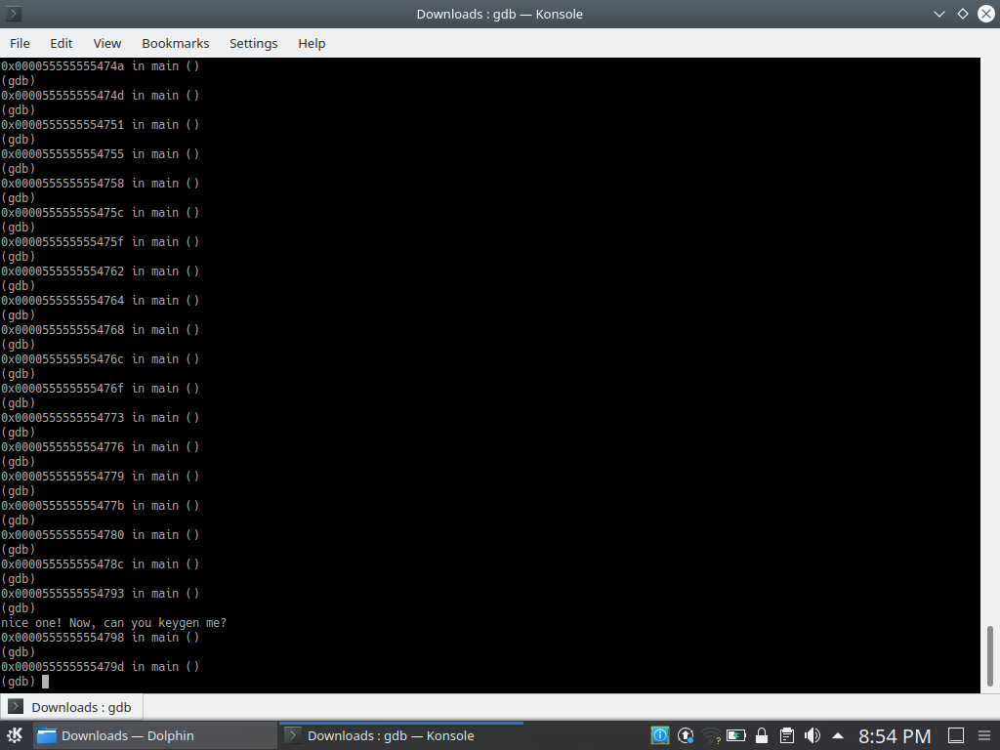 Downloads : gdb — Konsole
File Edit View Bookmarks Settings Help
0x000055555555474a in main ()
(gdb)
0x000055555555474d in main ()
(gdb)
0x0000555555554751 in main ()
(gdb)
0x0000555555554755 in main ()
(gdb)
0x0000555555554758 in main ()
(gdb)
0x000055555555475c in main ()
(gdb)
0x000055555555475f in main ()
(gdb)
0x0000555555554762 in main ()
(gdb)
0x0000555555554764 in main ()
(gdb)
0x0000555555554768 in main ()
(gdb)
0x000055555555476c in main ()
(gdb)
0x000055555555476f in main ()
(gdb)
0x0000555555554773 in main ()
(gdb)
0x0000555555554776 in main ()
(gdb)
0x0000555555554779 in main ()
(gdb)
0x000055555555477b in main ()
(gdb)
0x0000555555554780 in main ()
(gdb)
0x000055555555478c in main ()
(gdb)
0x0000555555554793 in main ()
(gdb)
nice one! Now, can you keygen me?
0x0000555555554798 in main ()
(gdb)
0x000055555555479d in main ()
(gdb)
Downloads : gdb
Downloads — Dolphin Downloads : gdb — Konsole 8:54 PM